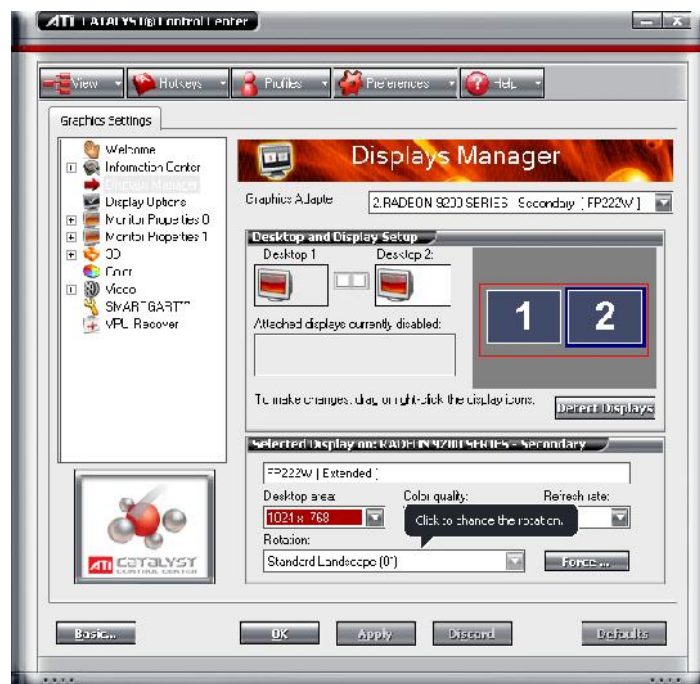 ATI CATALYST(R) Control Center
View Hotkeys Profiles Preferences Help
Graphics Settings
Welcome
Information Center
Displays Manager
Display Options
Monitor Properties 0
Monitor Properties 1
3D
Color
Video
SMARTGART™
VPU Recover
Displays Manager
Graphics Adapter
2.RADEON 9200 SERIES - Secondary [ FP222W ]
Desktop and Display Setup
Desktop 1 Desktop 2:
1 2
Attached displays currently disabled:
To make changes, drag or right-click the display icons.
Detect Displays
Selected Display on: RADEON 9200 SERIES - Secondary
FP222W [ Extended ]
Desktop area: Color quality: Refresh rate:
1024 x 768
Click to change the rotation.
Rotation:
Standard Landscape (0°)
Force ...
ATI CATALYST
CONTROL CENTER
Basic...
OK Apply Discard Defaults